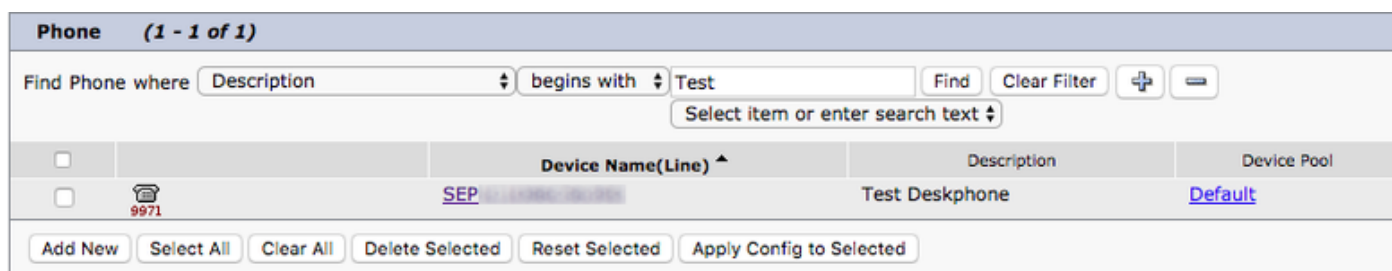 Phone (1 - 1 of 1)
Find Phone where Description begins with Test Find Clear Filter
Select item or enter search text
Device Name(Line) Description Device Pool
9971 SEP Test Deskphone Default
Add New Select All Clear All Delete Selected Reset Selected Apply Config to Selected